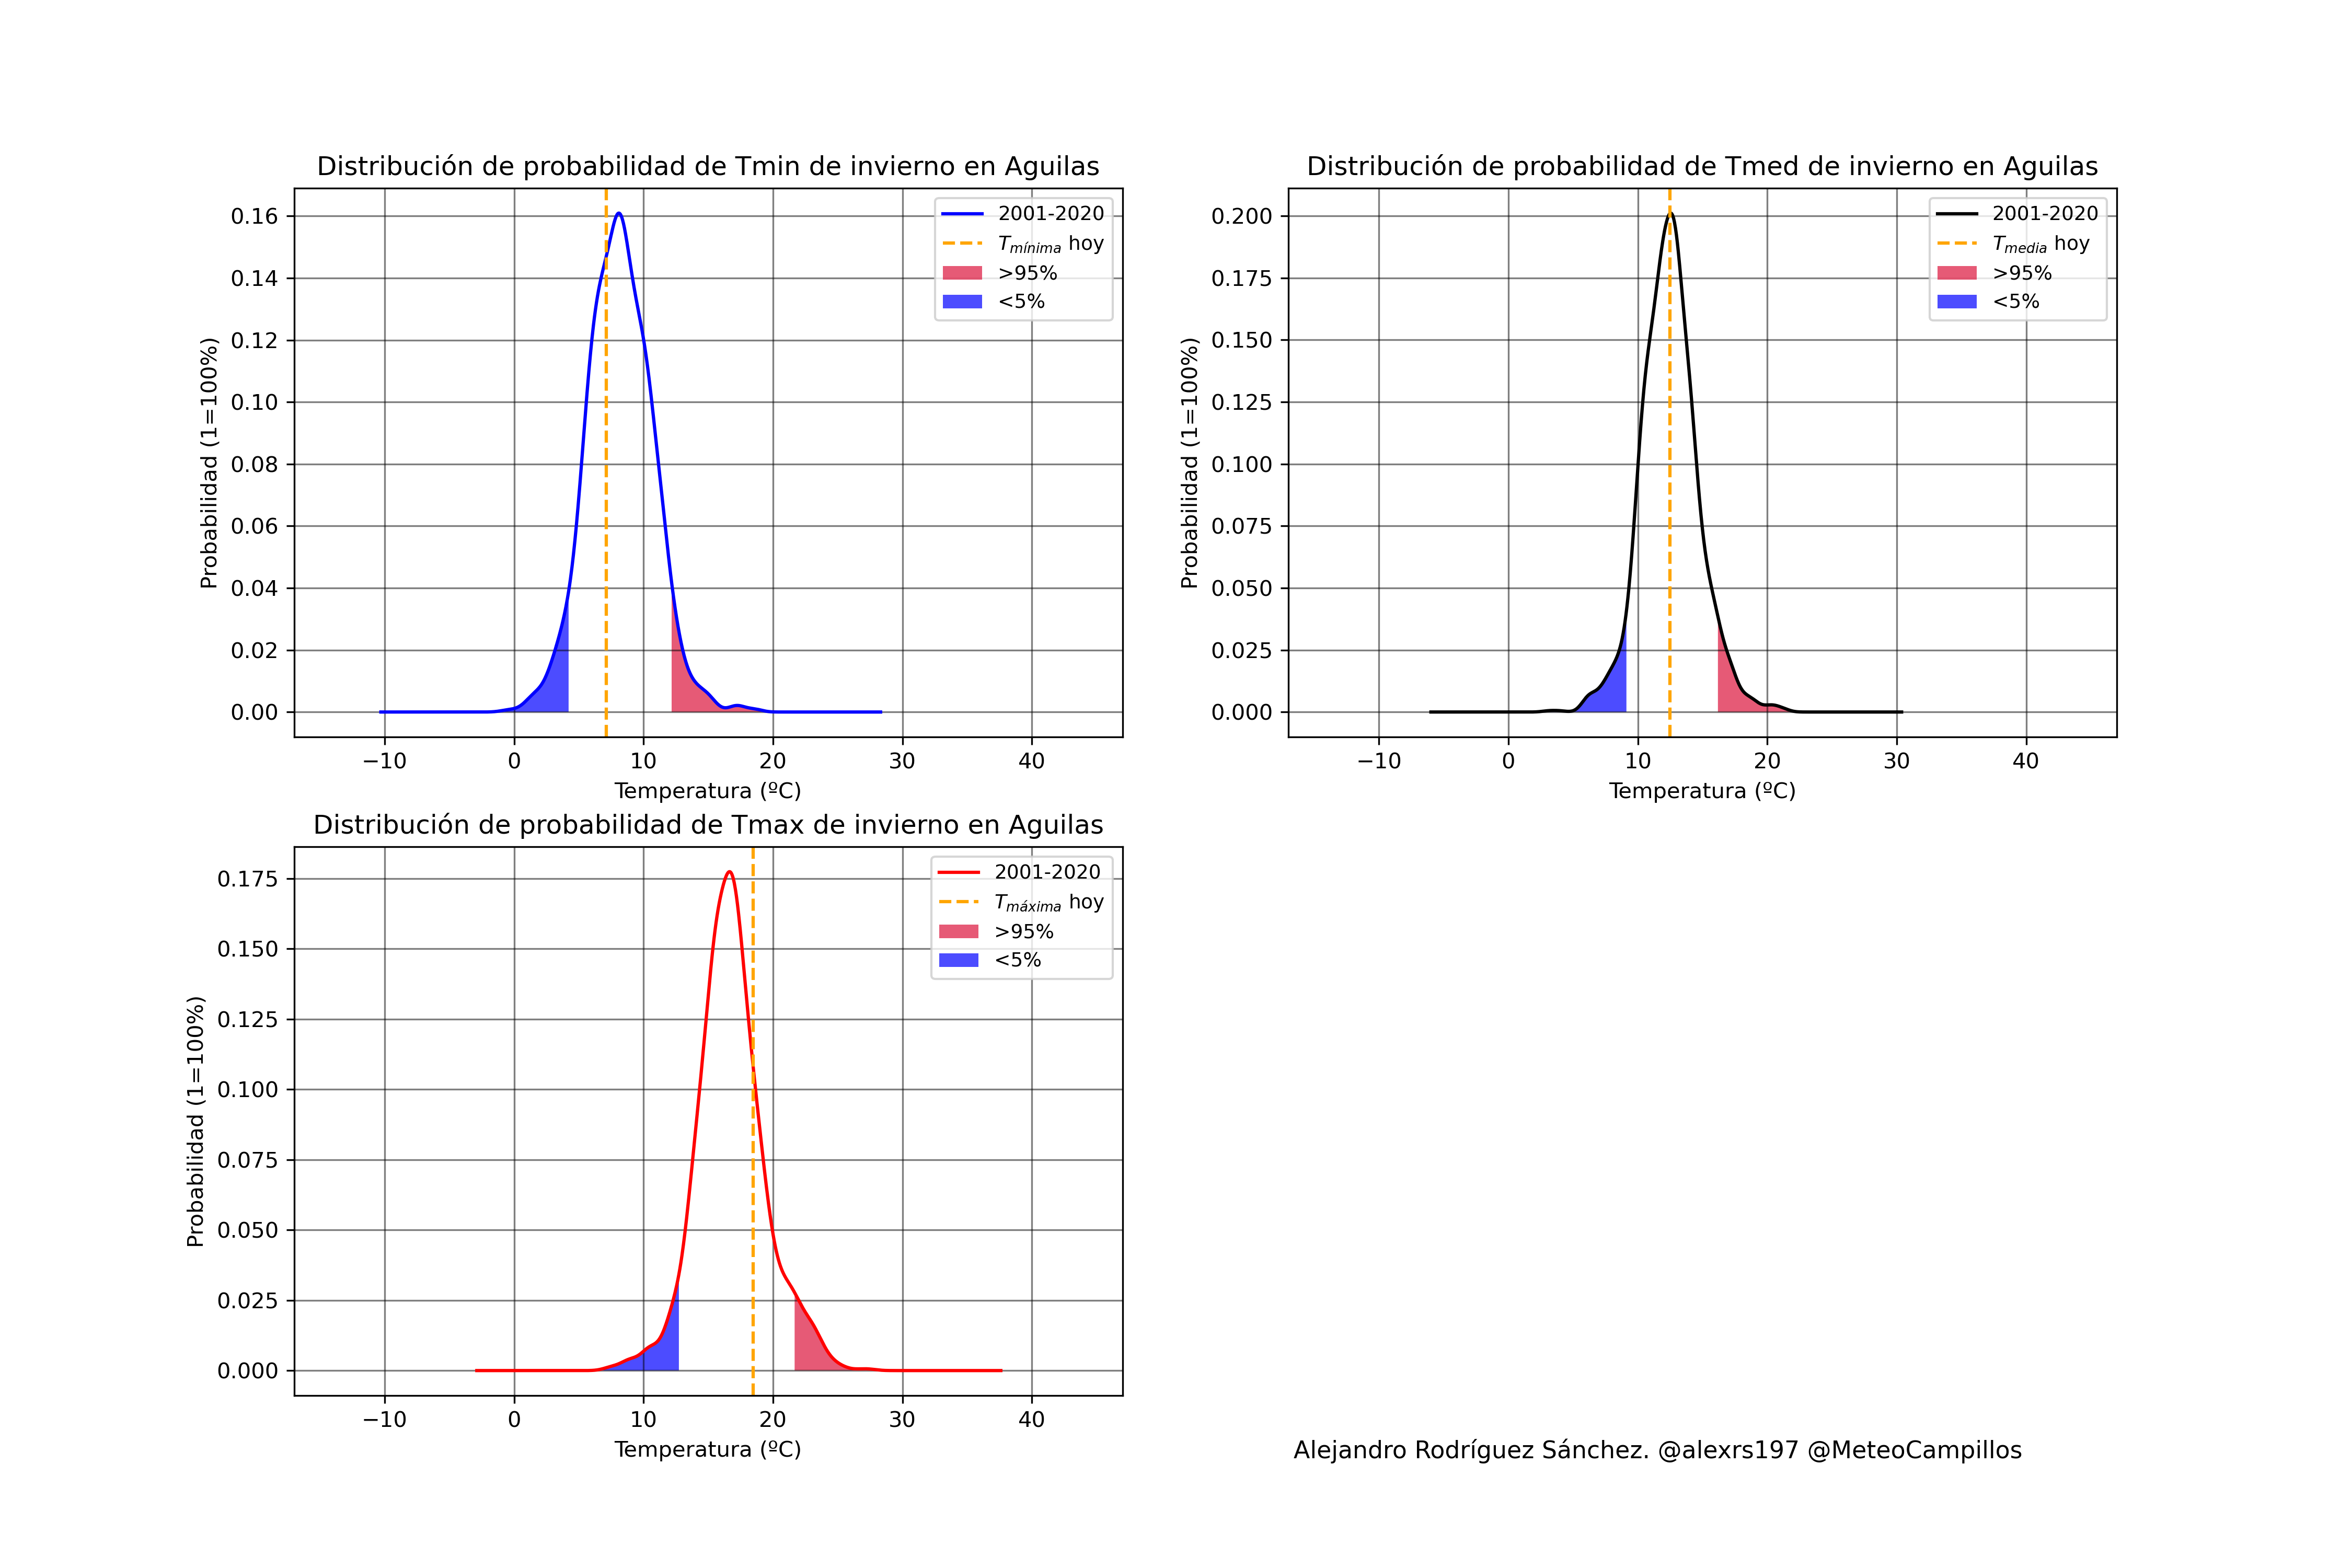 Distribución de probabilidad de Tmin de invierno en Aguilas
0.16
0.14
0.12
0.10
0.08
0.06
0.04
0.02
0.00
Probabilidad (1=100%)
2001-2020
Tmínima hoy
>95%
<5%
−10 0 10 20 30 40
Temperatura (ºC)
Distribución de probabilidad de Tmed de invierno en Aguilas
0.200
0.175
0.150
0.125
0.100
0.075
0.050
0.025
0.000
Probabilidad (1=100%)
2001-2020
Tmedia hoy
>95%
<5%
−10 0 10 20 30 40
Temperatura (ºC)
Distribución de probabilidad de Tmax de invierno en Aguilas
0.175
0.150
0.125
0.100
0.075
0.050
0.025
0.000
Probabilidad (1=100%)
2001-2020
Tmáxima hoy
>95%
<5%
−10 0 10 20 30 40
Temperatura (ºC)
Alejandro Rodríguez Sánchez. @alexrs197 @MeteoCampillos